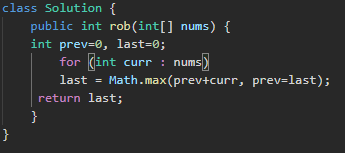 class Solution {
    public int rob(int[] nums) {
    int prev=0, last=0;
        for (int curr : nums)
        last = Math.max(prev+curr, prev=last);
     return last;
    }
}